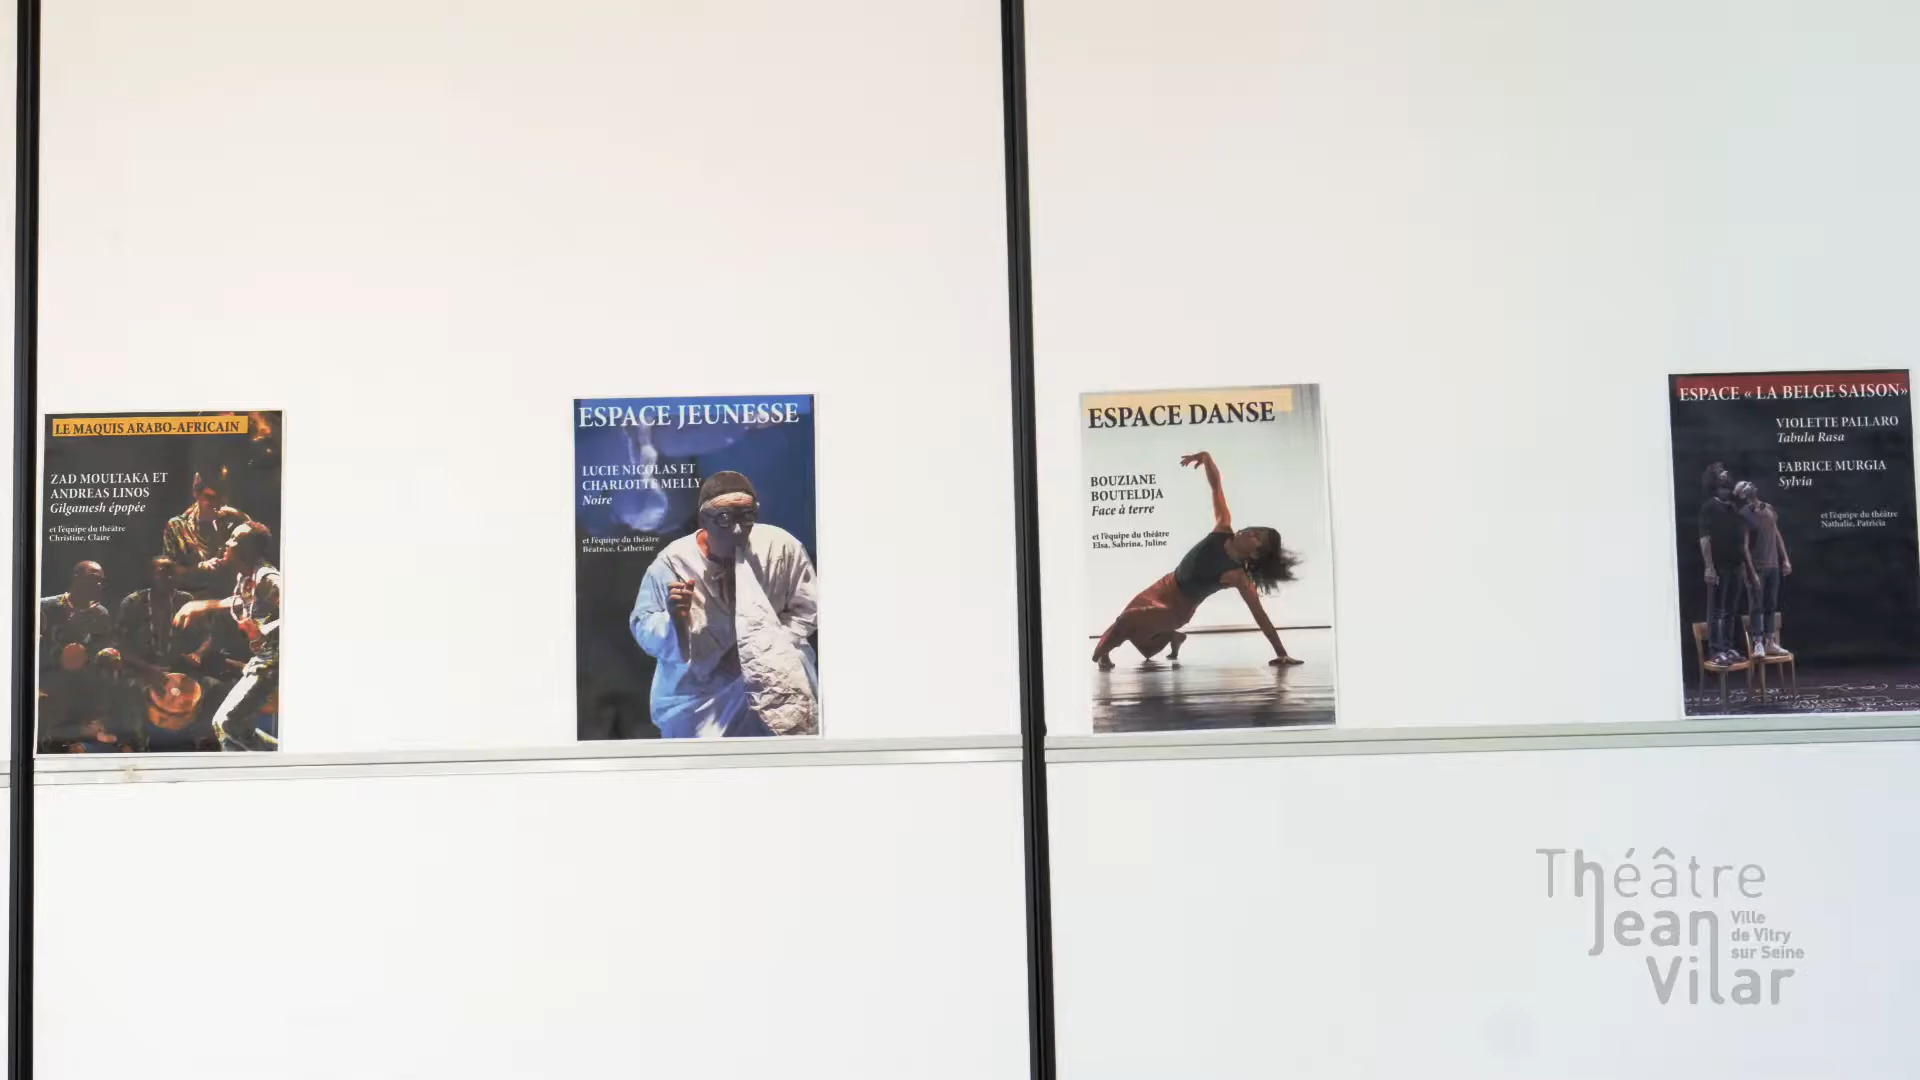 LE MAQUIS ARABO-AFRICAIN
ZAD MOULTAKA ET
ANDREAS LINOS
Gilgamesh épopée
et l'équipe du théâtre
Christine, Claire
ESPACE JEUNESSE
LUCIE NICOLAS ET
CHARLOTTE MELLY
Noire
et l'équipe du théâtre
Béatrice, Catherine
ESPACE DANSE
BOUZIANE
BOUTELDJA
Face à terre
et l'équipe du théâtre
Elsa, Sabrina, Juline
ESPACE « LA BELGE SAISON»
VIOLETTE PALLARO
Tabula Rasa
FABRICE MURGIA
Sylvia
et l'équipe du théâtre
Nathalie, Patricia
Théâtre
Jean
Vilar
Ville
de Vitry
sur Seine